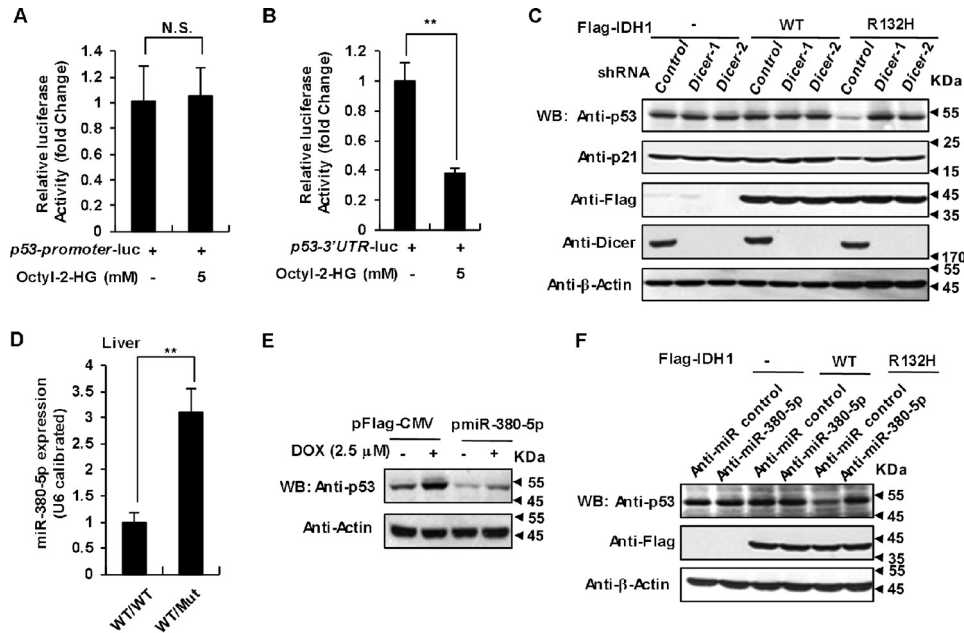 A
N.S.
Relative luciferase
Activity (fold Change)
1.4
1.2
1
0.8
0.6
0.4
0.2
0
p53-promoter-luc + +
Octyl-2-HG (mM) - 5
B
**
Relative luciferase
Activity (fold Change)
1.2
1
0.8
0.6
0.4
0.2
0
p53-3'UTR-luc + +
Octyl-2-HG (mM) - 5
C
Flag-IDH1 - WT R132H
shRNA Control Dicer-1 Dicer-2 Control Dicer-1 Dicer-2 Control Dicer-1 Dicer-2 KDa
WB: Anti-p53 55
Anti-p21 25
15
Anti-Flag 45
35
Anti-Dicer
170
Anti-β-Actin 55
45
D
Liver
**
miR-380-5p expression
(U6 calibrated)
4
3.5
3
2.5
2
1.5
1
0.5
0
WT/WT WT/Mut
E
pFlag-CMV pmiR-380-5p
DOX (2.5 μM) - + - + KDa
WB: Anti-p53 55
45
Anti-Actin 55
45
F
Flag-IDH1 - WT R132H
Anti-miR control Anti-miR-380-5p Anti-miR control Anti-miR-380-5p Anti-miR control Anti-miR-380-5p KDa
WB: Anti-p53 55
45
Anti-Flag 45
35
Anti-β-Actin 55
45